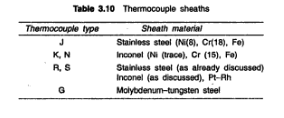 Table 3.10 Thermocouple sheaths
Thermocouple type Sheath material
J Stainless steel (Ni(8), Cr(18), Fe)
K, N Inconel (Ni (trace), Cr (15), Fe)
R, S Stainless steel (as already discussed)
Inconel (as discussed), Pt–Rh
G Molybdenum–tungsten steel